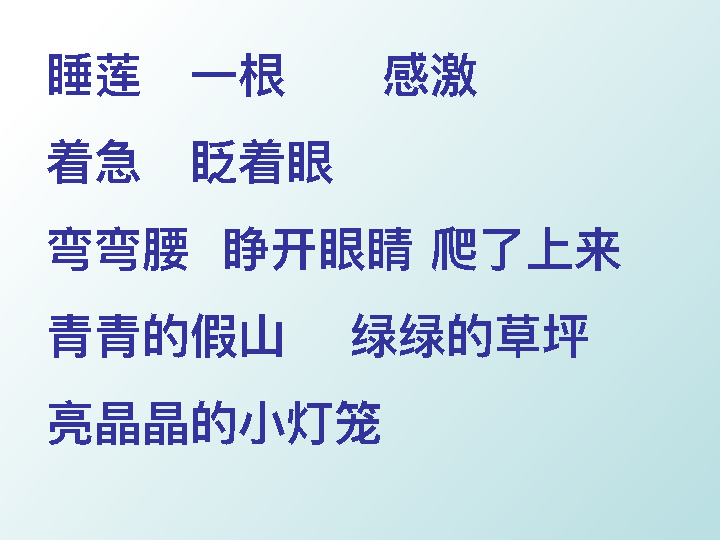 睡莲 一根 感激
着急 眨着眼
弯弯腰 睁开眼睛 爬了上来
青青的假山 绿绿的草坪
亮晶晶的小灯笼